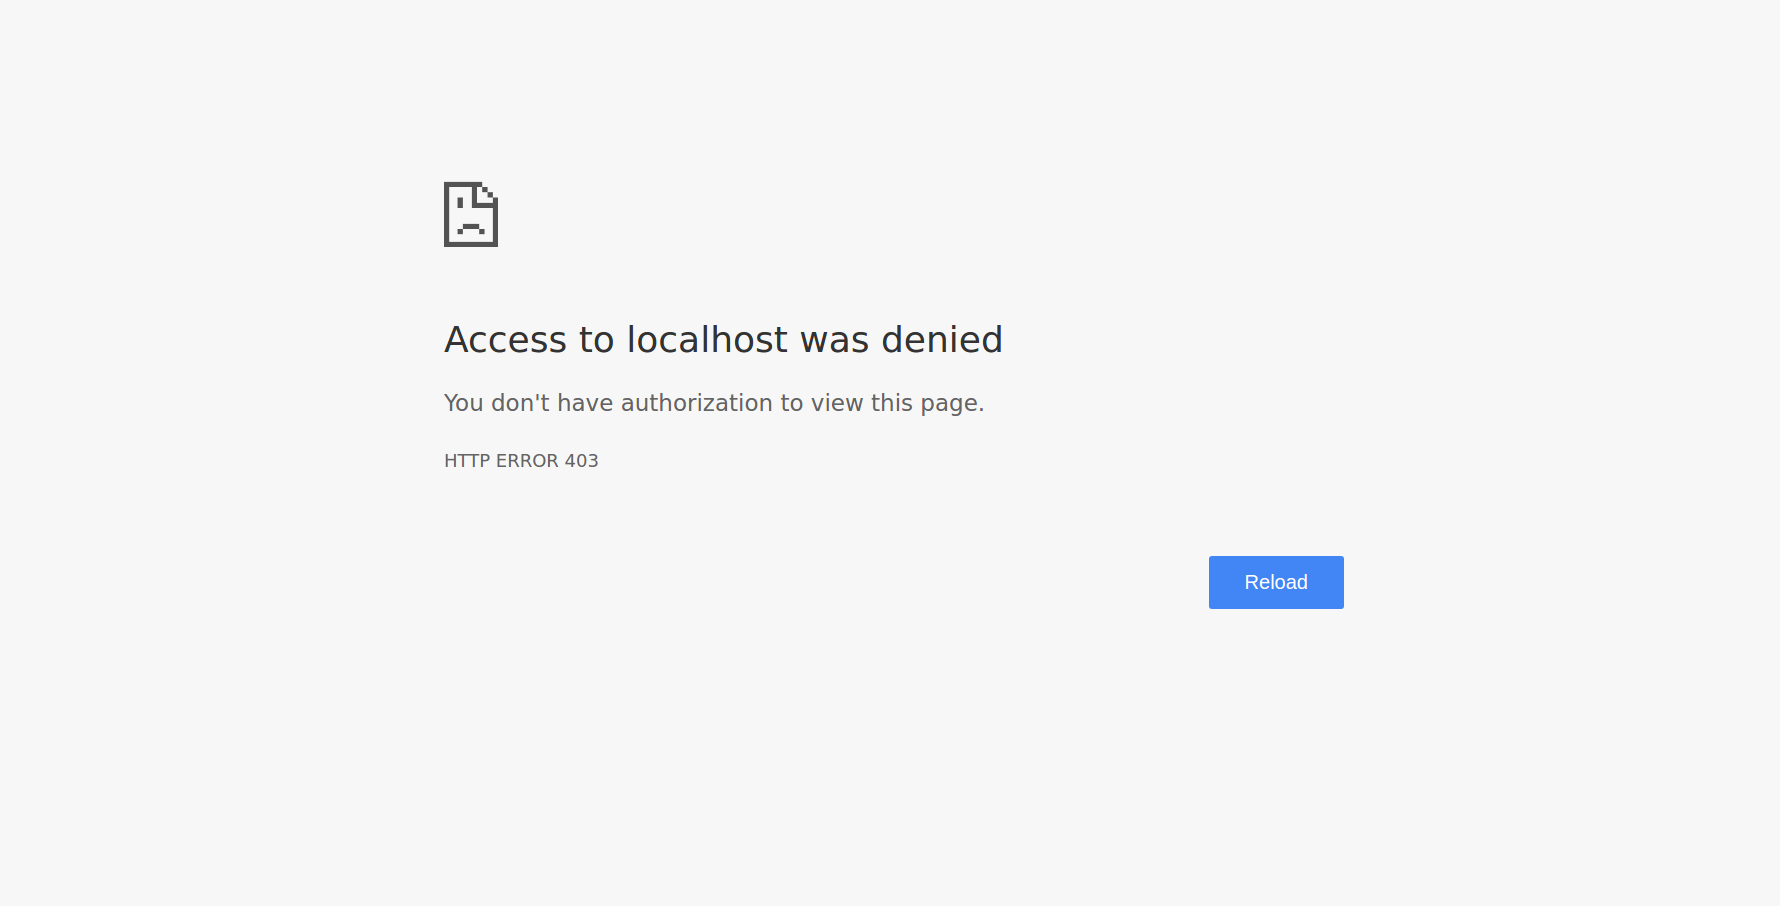 Access to localhost was denied
You don't have authorization to view this page.
HTTP ERROR 403
Reload